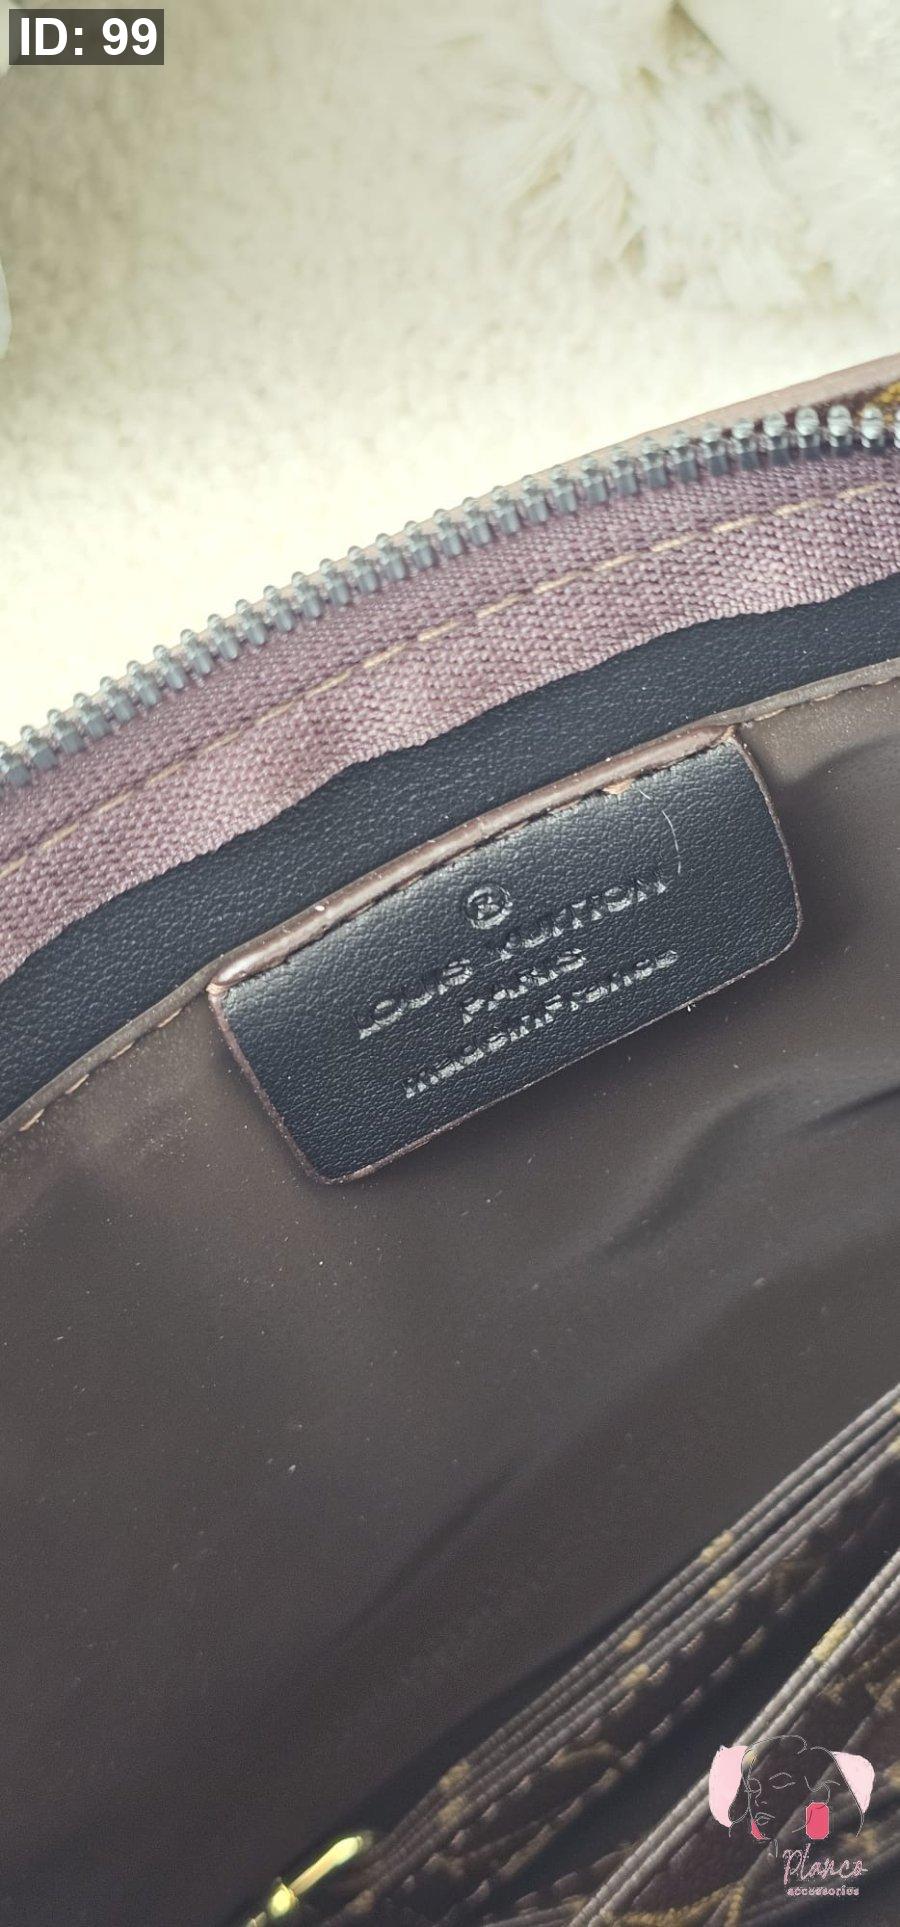 ID: 99
®
LOUIS VUITTON
PARIS
made in France
Planco
accessories